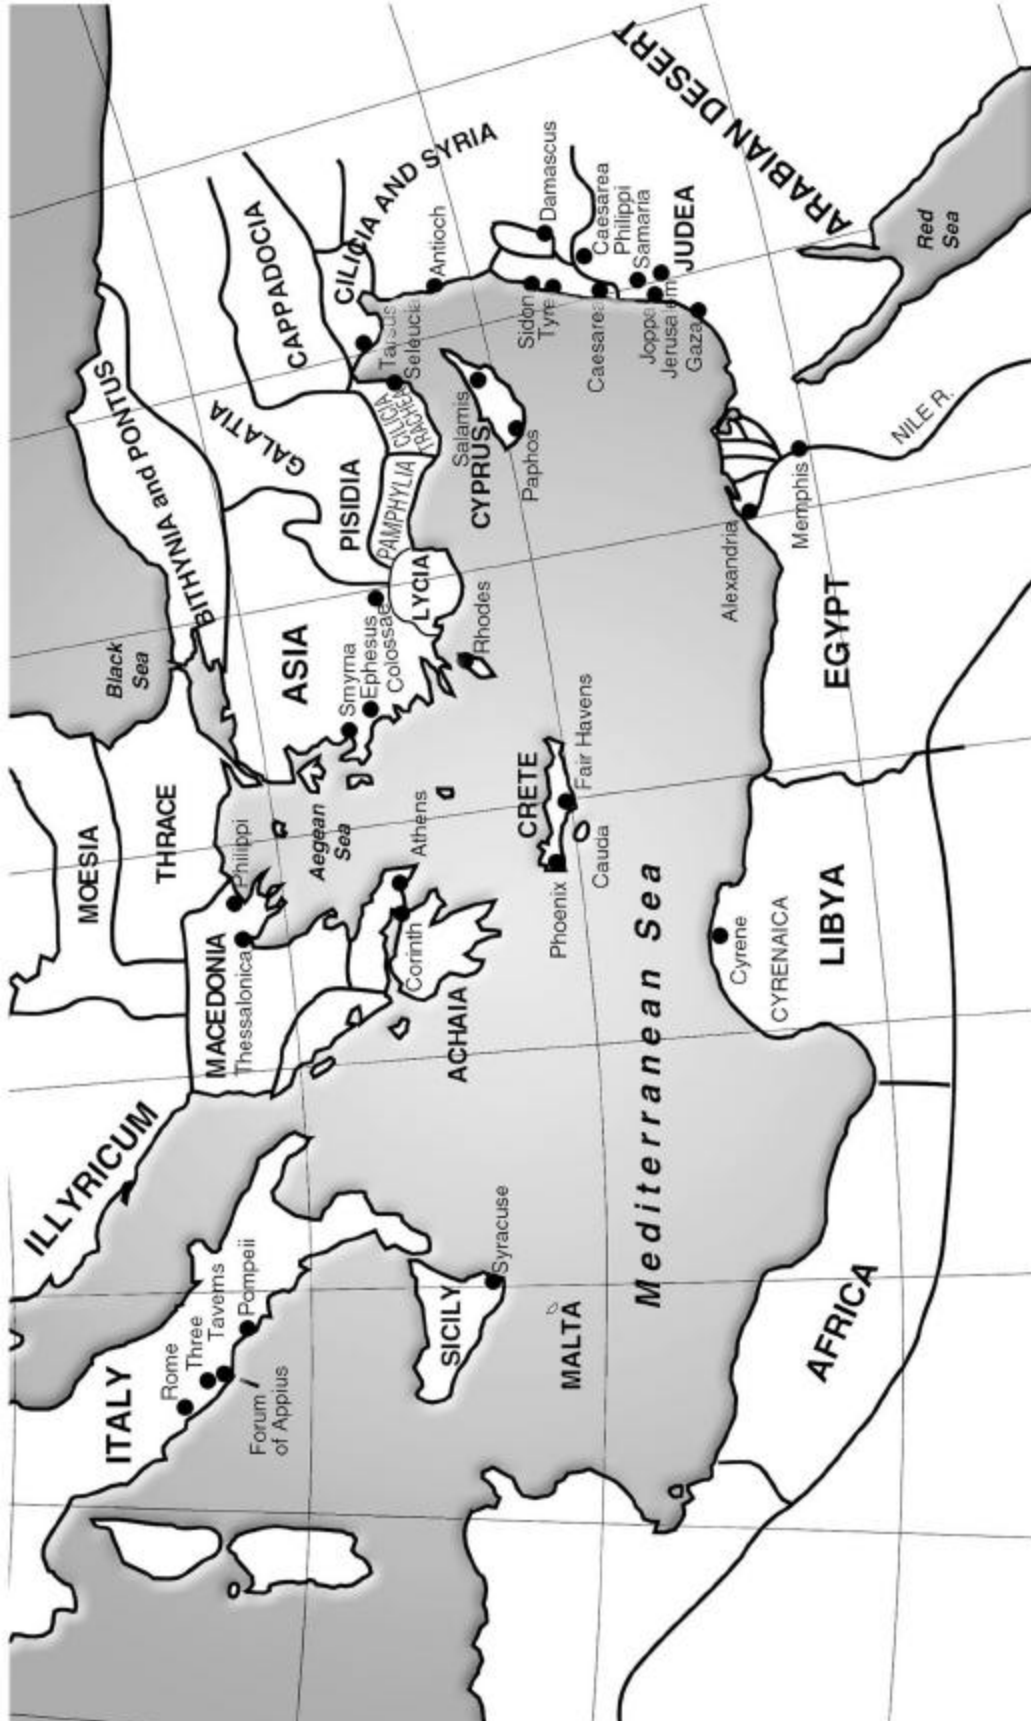 ILLYRICUM
ITALY
Rome
Three
Taverns
Pompeii
Forum
of Appius
SICILY
Syracuse
MALTA
Mediterranean Sea
AFRICA
MOESIA
THRACE
MACEDONIA
Thessalonica
Philippi
Aegean
Sea
Athens
Corinth
ACHAIA
CRETE
Fair Havens
Phoenix
Cauda
Cyrene
CYRENAICA
LIBYA
Black
Sea
BITHYNIA and PONTUS
GALATIA
CAPPADOCIA
ASIA
Smyrna
Ephesus
Colossae
PISIDIA
PAMPHYLIA
LYCIA
Rhodes
CILICIA
TRACHEA
CILICIA AND SYRIA
Tarsus
Seleucia
Antioch
Salamis
CYPRUS
Paphos
Damascus
Sidon
Tyre
Caesarea
Philippi
Caesarea
Samaria
Joppa
Jerusalem
JUDEA
Gaza
ARABIAN DESERT
Red
Sea
NILE R.
Memphis
Alexandria
EGYPT